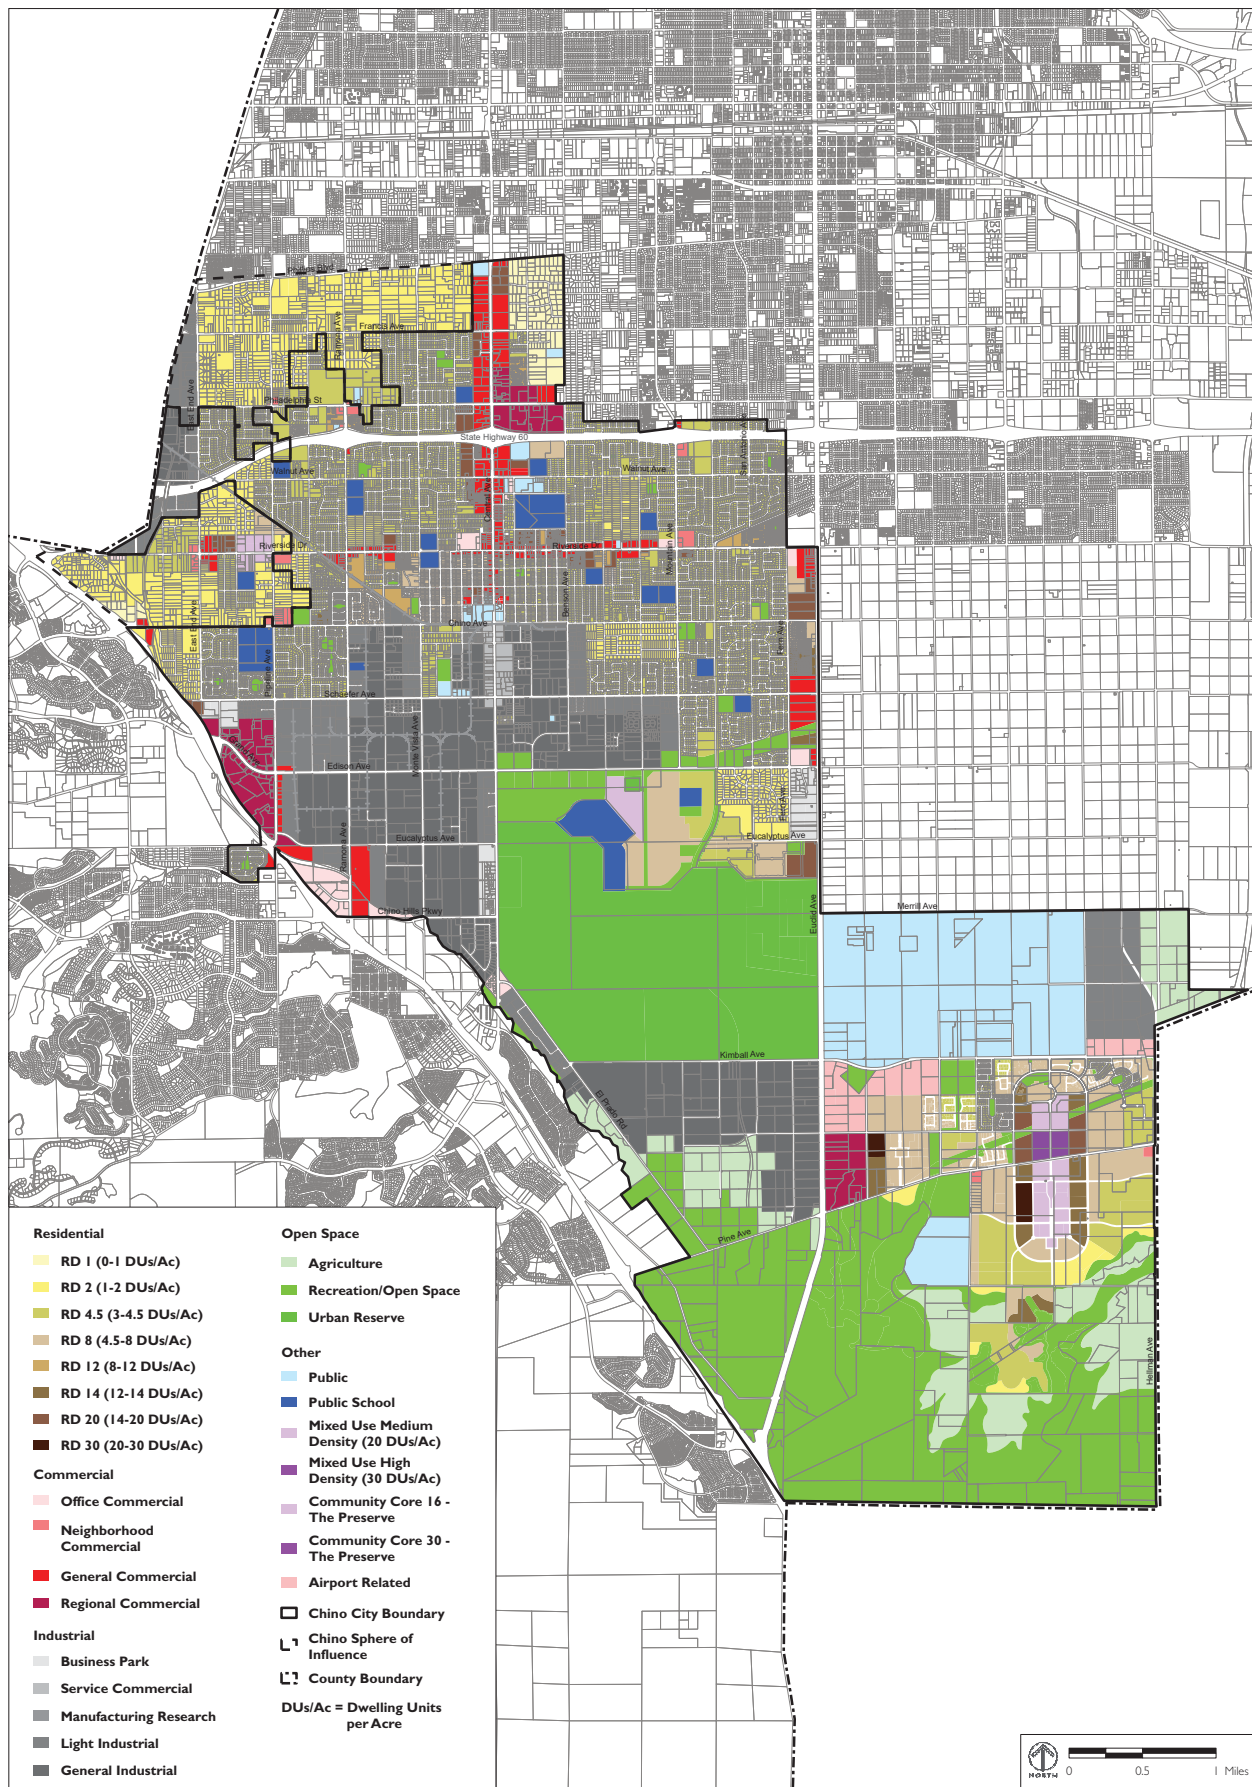 Phillips Blvd
Francis Ave
Ramona Ave
East End Ave
Philadelphia St
State Highway 60
San Antonio Ave
Walnut Ave
Walnut Ave
Central Ave
Riverside Dr
Riverside Dr
Mountain Ave
Benson Ave
East End Ave
Chino Ave
Fern Ave
Pipeline Ave
Schaefer Ave
Monte Vista Ave
Edison Ave
Fern Ave
Ramona Ave
Eucalyptus Ave
Eucalyptus Ave
Chino Hills Pkwy
Merrill Ave
Euclid Ave
Kimball Ave
El Prado Rd
Pine Ave
Hellman Ave
Residential
RD 1 (0-1 DUs/Ac)
RD 2 (1-2 DUs/Ac)
RD 4.5 (3-4.5 DUs/Ac)
RD 8 (4.5-8 DUs/Ac)
RD 12 (8-12 DUs/Ac)
RD 14 (12-14 DUs/Ac)
RD 20 (14-20 DUs/Ac)
RD 30 (20-30 DUs/Ac)
Commercial
Office Commercial
Neighborhood
Commercial
General Commercial
Regional Commercial
Industrial
Business Park
Service Commercial
Manufacturing Research
Light Industrial
General Industrial
Open Space
Agriculture
Recreation/Open Space
Urban Reserve
Other
Public
Public School
Mixed Use Medium
Density (20 DUs/Ac)
Mixed Use High
Density (30 DUs/Ac)
Community Core 16 -
The Preserve
Community Core 30 -
The Preserve
Airport Related
Chino City Boundary
Chino Sphere of
Influence
County Boundary
DUs/Ac = Dwelling Units
per Acre
NORTH
0 0.5 1 Miles